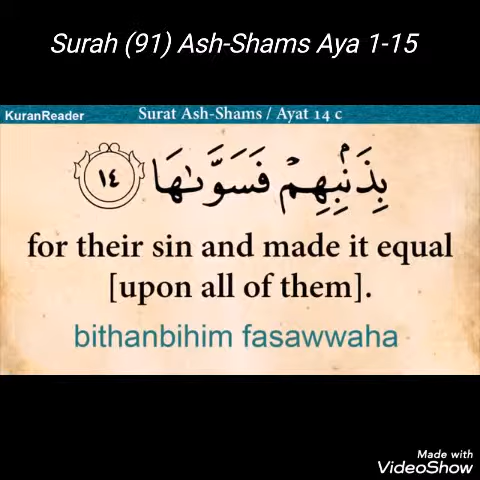 Surah (91) Ash-Shams Aya 1-15
KuranReader Surat Ash-Shams / Ayat 14 c
بِذَنۢبِهِمْ فَسَوَّىٰهَا ١٤
for their sin and made it equal
[upon all of them].
bithanbihim fasawwaha
Made with
VideoShow